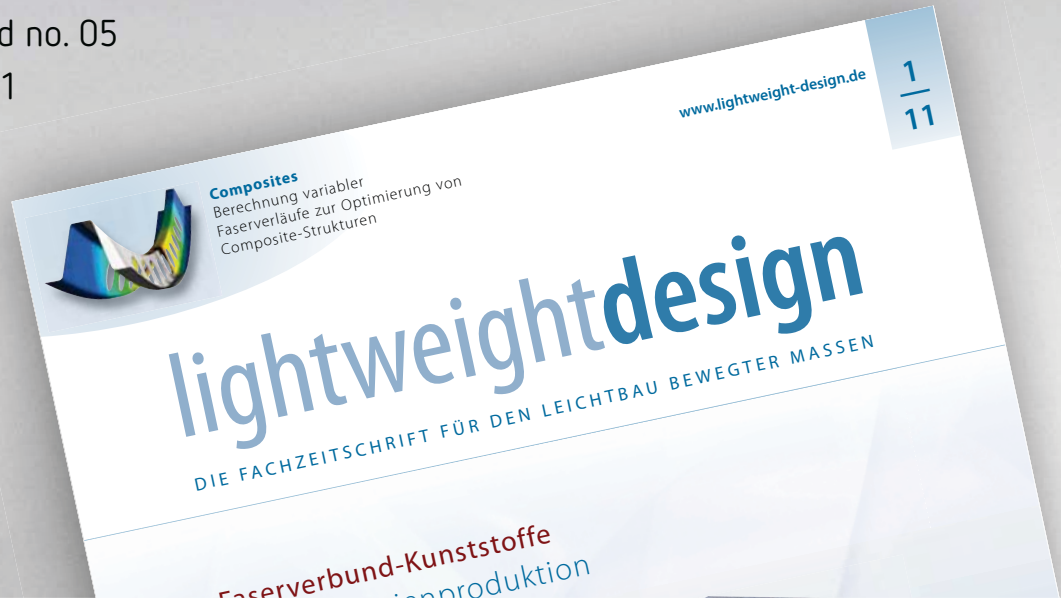 d no. 05
1
www.lightweight-design.de
1
11
Composites
Berechnung variabler
Faserverläufe zur Optimierung von
Composite-Strukturen
lightweightdesign
DIE FACHZEITSCHRIFT FÜR DEN LEICHTBAU BEWEGTER MASSEN
Faserverbund-Kunststoffe
ienproduktion